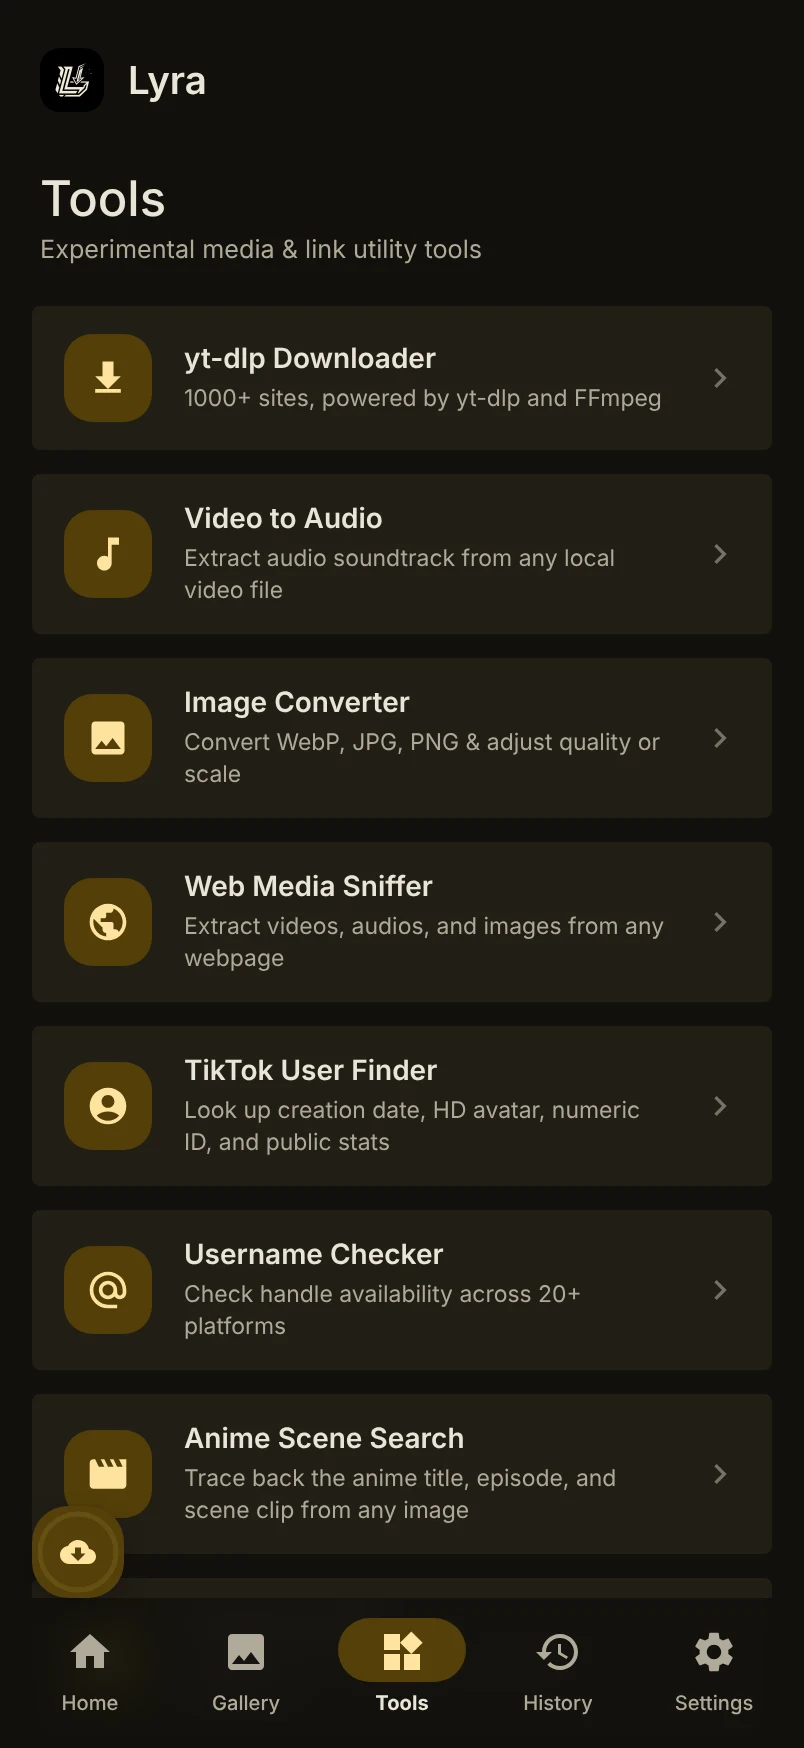 Lyra
Tools
Experimental media & link utility tools
yt-dlp Downloader
1000+ sites, powered by yt-dlp and FFmpeg
Video to Audio
Extract audio soundtrack from any local
video file
Image Converter
Convert WebP, JPG, PNG & adjust quality or
scale
Web Media Sniffer
Extract videos, audios, and images from any
webpage
TikTok User Finder
Look up creation date, HD avatar, numeric
ID, and public stats
Username Checker
Check handle availability across 20+
platforms
Anime Scene Search
Trace back the anime title, episode, and
scene clip from any image
Home
Gallery
Tools
History
Settings